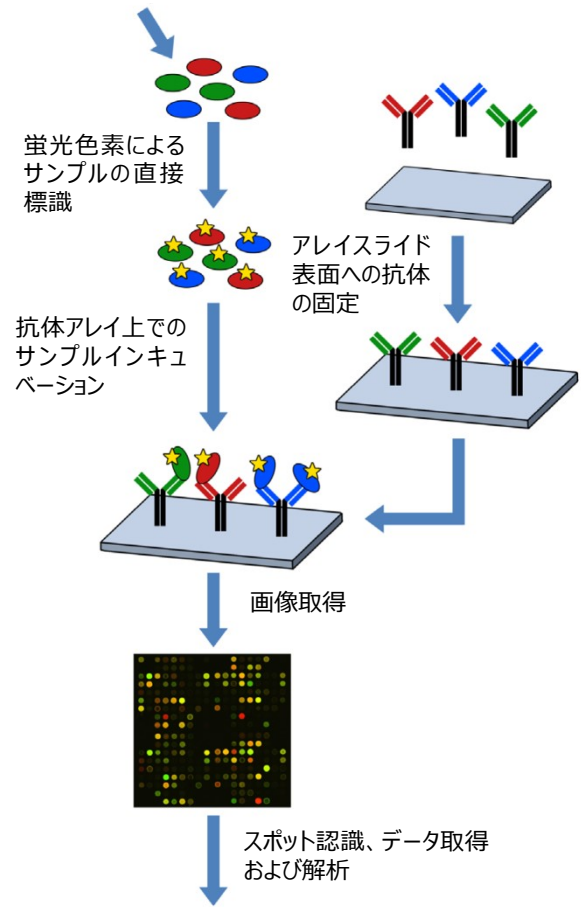 蛍光色素による
サンプルの直接
標識
アレイスライド
表面への抗体
の固定
抗体アレイ上での
サンプルインキュ
ベーション
画像取得
スポット認識、データ取得
および解析